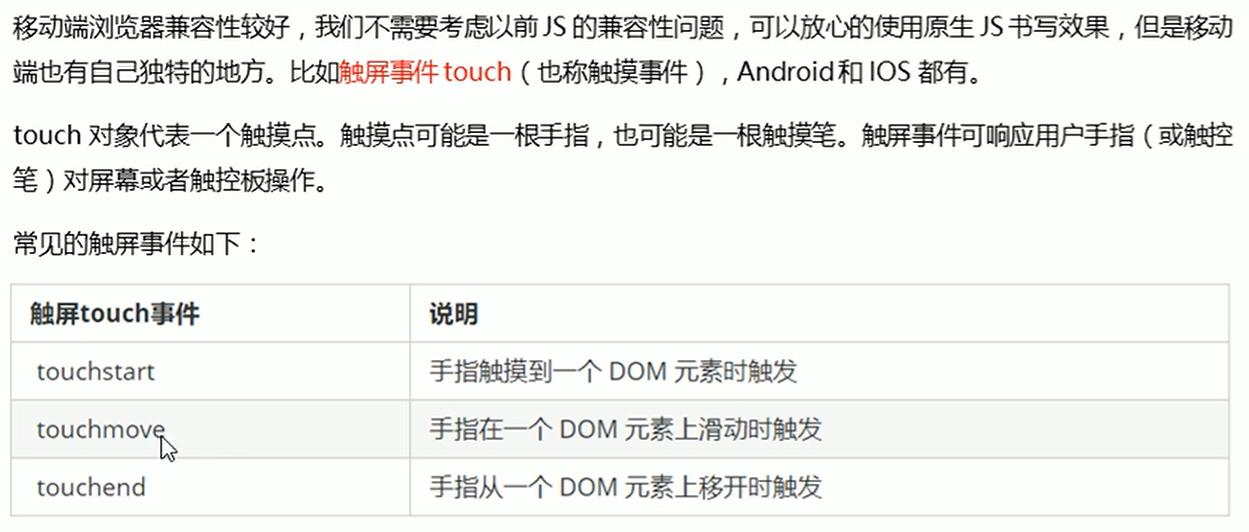 移动端浏览器兼容性较好，我们不需要考虑以前 JS 的兼容性问题，可以放心的使用原生 JS 书写效果，但是移动
端也有自己独特的地方。比如触屏事件 touch（也称触摸事件），Android 和 IOS 都有。
touch 对象代表一个触摸点。触摸点可能是一根手指，也可能是一根触摸笔。触屏事件可响应用户手指（或触控
笔）对屏幕或者触控板操作。
常见的触屏事件如下：
触屏touch事件 说明
touchstart 手指触摸到一个 DOM 元素时触发
touchmove 手指在一个 DOM 元素上滑动时触发
touchend 手指从一个 DOM 元素上移开时触发